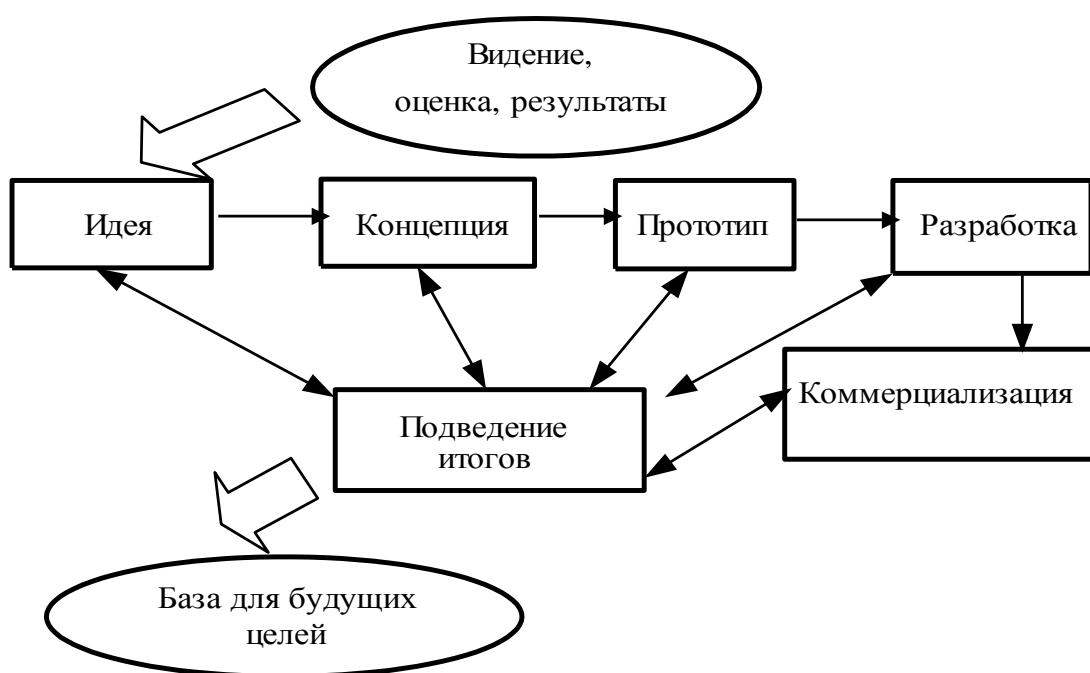 Видение,
оценка, результаты
Идея
Концепция
Прототип
Разработка
Коммерциализация
Подведение
итогов
База для будущих
целей